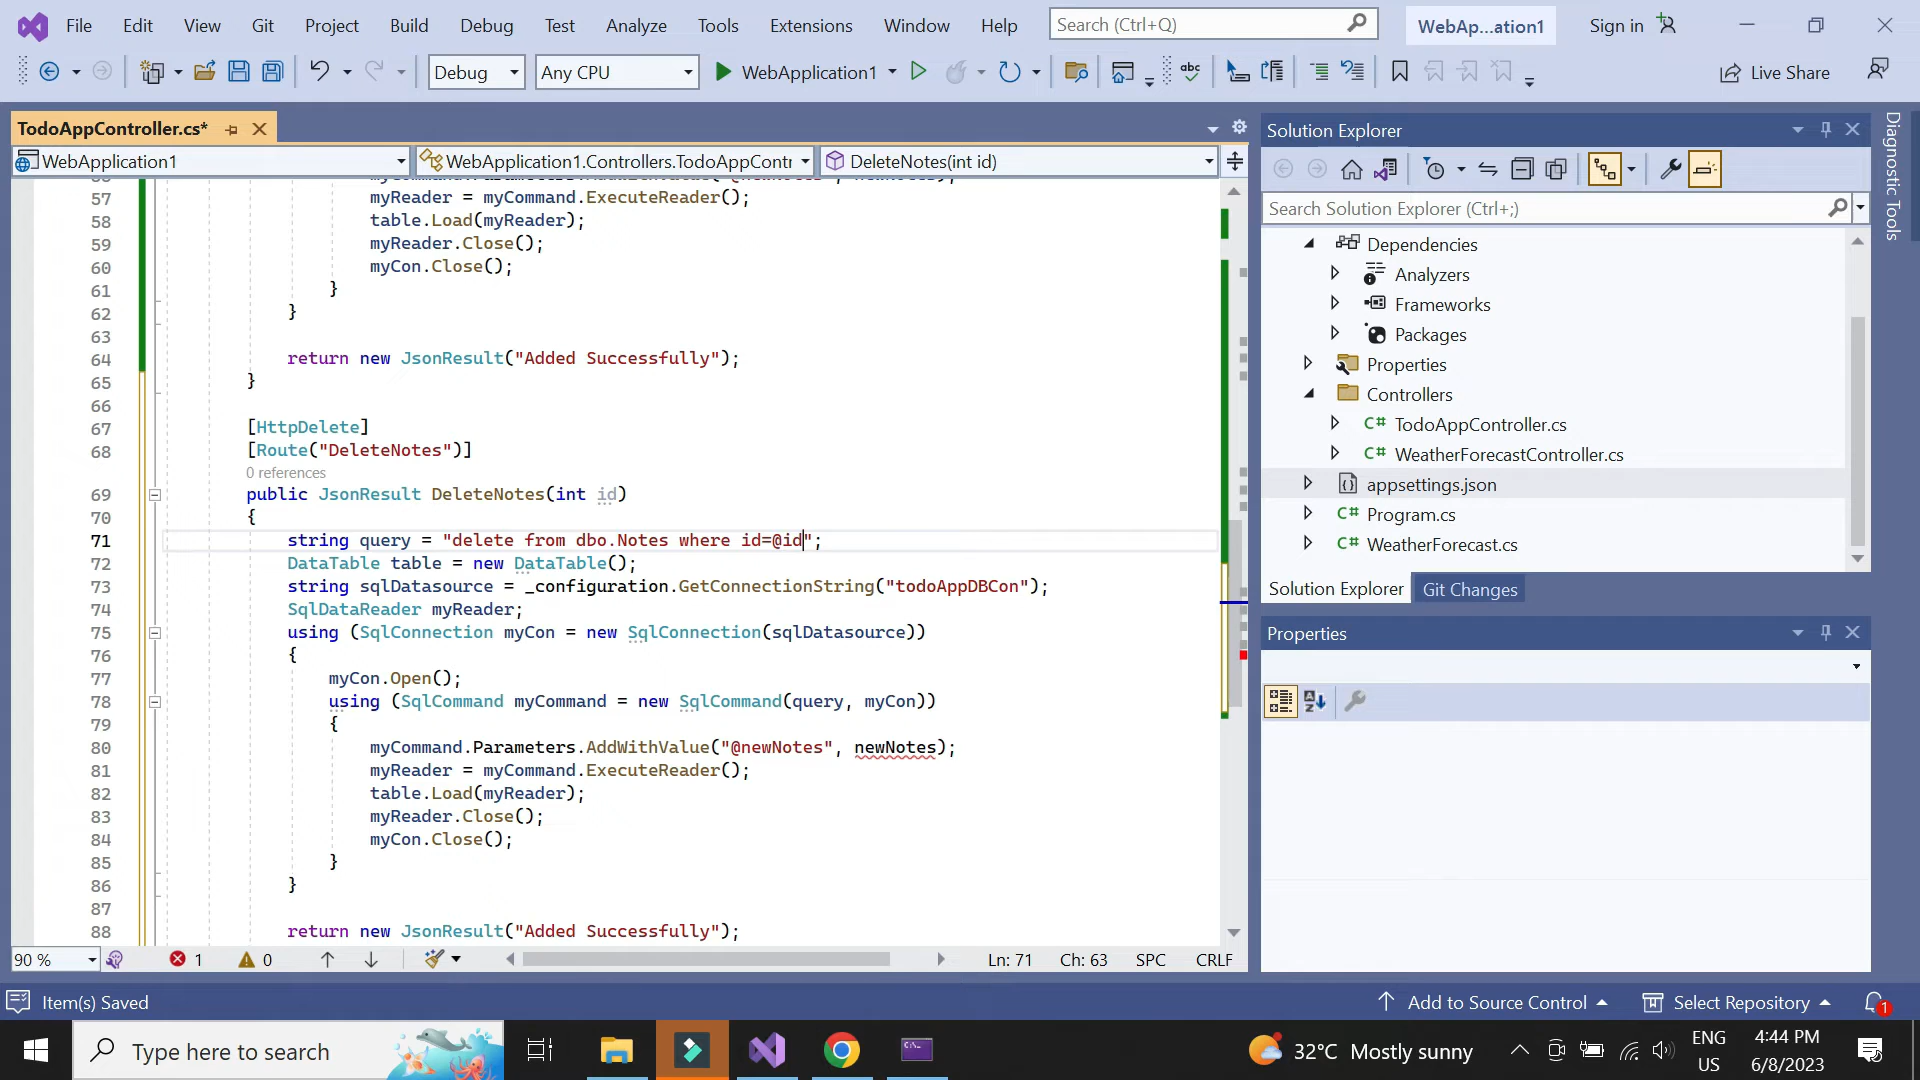 File Edit View Git Project Build Debug Test Analyze Tools Extensions Window Help Search (Ctrl+Q) WebAp...ation1 Sign in
Debug Any CPU WebApplication1 Live Share
TodoAppController.cs*
WebApplication1 WebApplication1.Controllers.TodoAppContr DeleteNotes(int id)
57 myReader = myCommand.ExecuteReader();
58 table.Load(myReader);
59 myReader.Close();
60 myCon.Close();
61 }
62 }
63
64 return new JsonResult("Added Successfully");
65 }
66
67 [HttpDelete]
68 [Route("DeleteNotes")]
0 references
69 public JsonResult DeleteNotes(int id)
70 {
71 string query = "delete from dbo.Notes where id=@id";
72 DataTable table = new DataTable();
73 string sqlDatasource = _configuration.GetConnectionString("todoAppDBCon");
74 SqlDataReader myReader;
75 using (SqlConnection myCon = new SqlConnection(sqlDatasource))
76 {
77 myCon.Open();
78 using (SqlCommand myCommand = new SqlCommand(query, myCon))
79 {
80 myCommand.Parameters.AddWithValue("@newNotes", newNotes);
81 myReader = myCommand.ExecuteReader();
82 table.Load(myReader);
83 myReader.Close();
84 myCon.Close();
85 }
86 }
87
88 return new JsonResult("Added Successfully");
90 % 1 0 Ln: 71 Ch: 63 SPC CRLF
Solution Explorer
Search Solution Explorer (Ctrl+;)
Dependencies
Analyzers
Frameworks
Packages
Properties
Controllers
C# TodoAppController.cs
C# WeatherForecastController.cs
appsettings.json
C# Program.cs
C# WeatherForecast.cs
Solution Explorer Git Changes
Properties
Diagnostic Tools
Item(s) Saved Add to Source Control Select Repository 1
Type here to search 32°C Mostly sunny ENG US 4:44 PM 6/8/2023